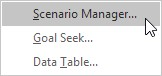 Scenario Manager...
Goal Seek...
Data Table...